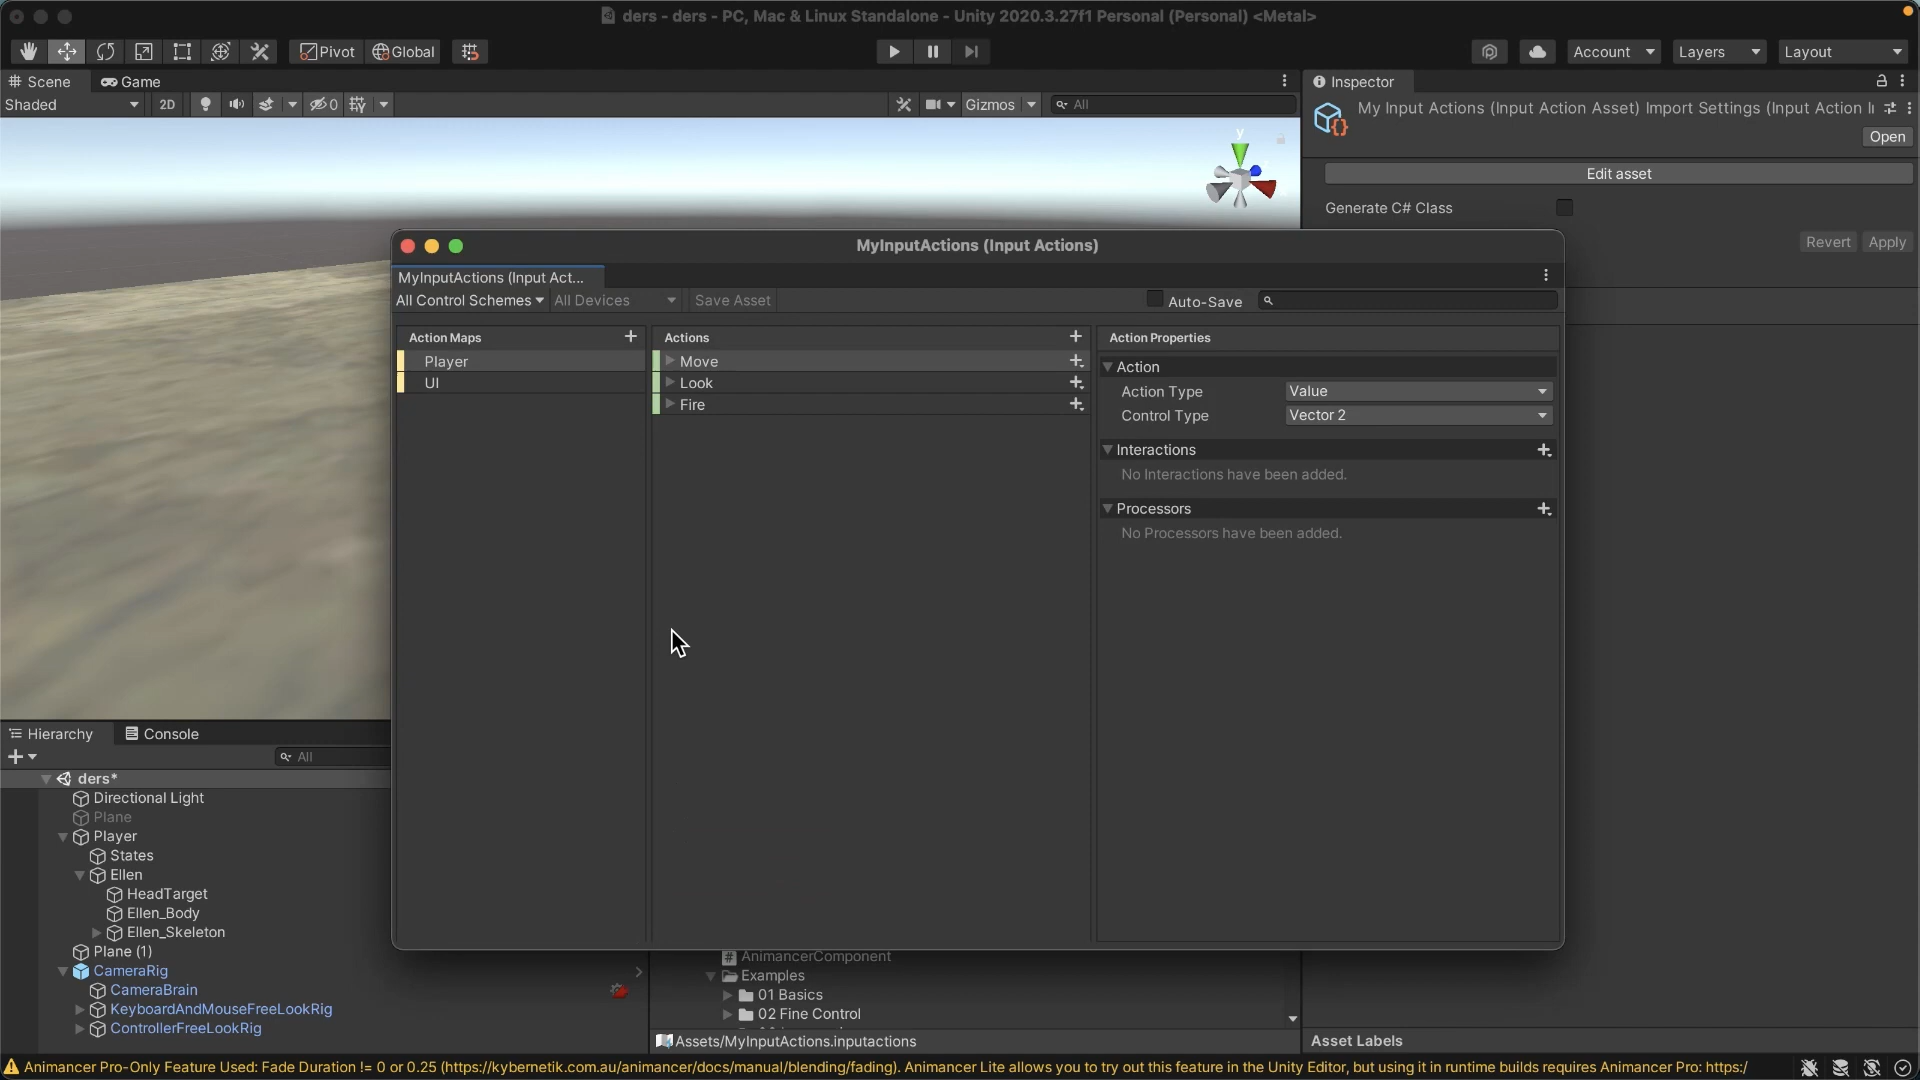 ders - ders - PC, Mac & Linux Standalone - Unity 2020.3.27f1 Personal (Personal) <Metal>
Pivot Global Account Layers Layout
Scene Game Inspector
Shaded 2D 0 Gizmos All
My Input Actions (Input Action Asset) Import Settings (Input Action I
Open
Edit asset
Generate C# Class
Revert Apply
MyInputActions (Input Actions)
MyInputActions (Input Act...
All Control Schemes All Devices Save Asset Auto-Save
Action Maps Actions Action Properties
Player Move Action
UI Look Action Type Value
Fire Control Type Vector 2
Interactions
No Interactions have been added.
Processors
No Processors have been added.
Hierarchy Console
All
ders*
Directional Light
Plane
Player
States
Ellen
HeadTarget
Ellen_Body
Ellen_Skeleton
Plane (1)
CameraRig
CameraBrain
KeyboardAndMouseFreeLookRig
ControllerFreeLookRig
AnimancerComponent
Examples
01 Basics
02 Fine Control
Assets/MyInputActions.inputactions
Asset Labels
Animancer Pro-Only Feature Used: Fade Duration != 0 or 0.25 (https://kybernetik.com.au/animancer/docs/manual/blending/fading). Animancer Lite allows you to try out this feature in the Unity Editor, but using it in runtime builds requires Animancer Pro: https:/